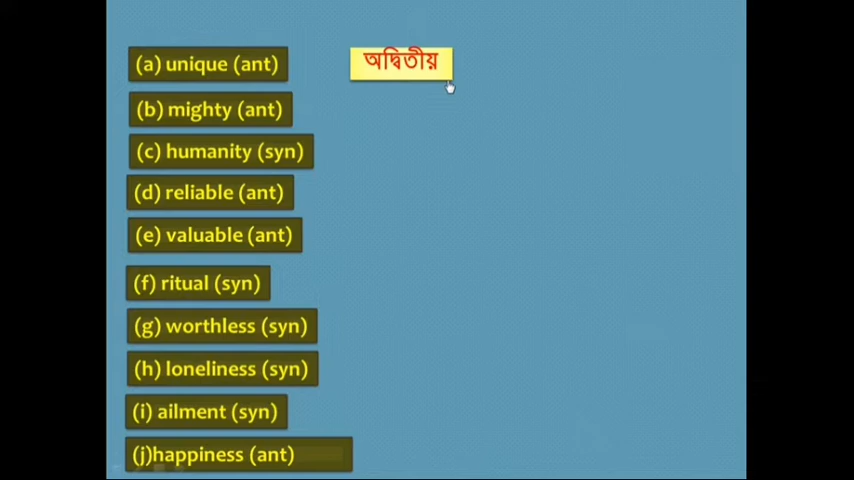 (a) unique (ant)
অদ্বিতীয়
(b) mighty (ant)
(c) humanity (syn)
(d) reliable (ant)
(e) valuable (ant)
(f) ritual (syn)
(g) worthless (syn)
(h) loneliness (syn)
(i) ailment (syn)
(j)happiness (ant)